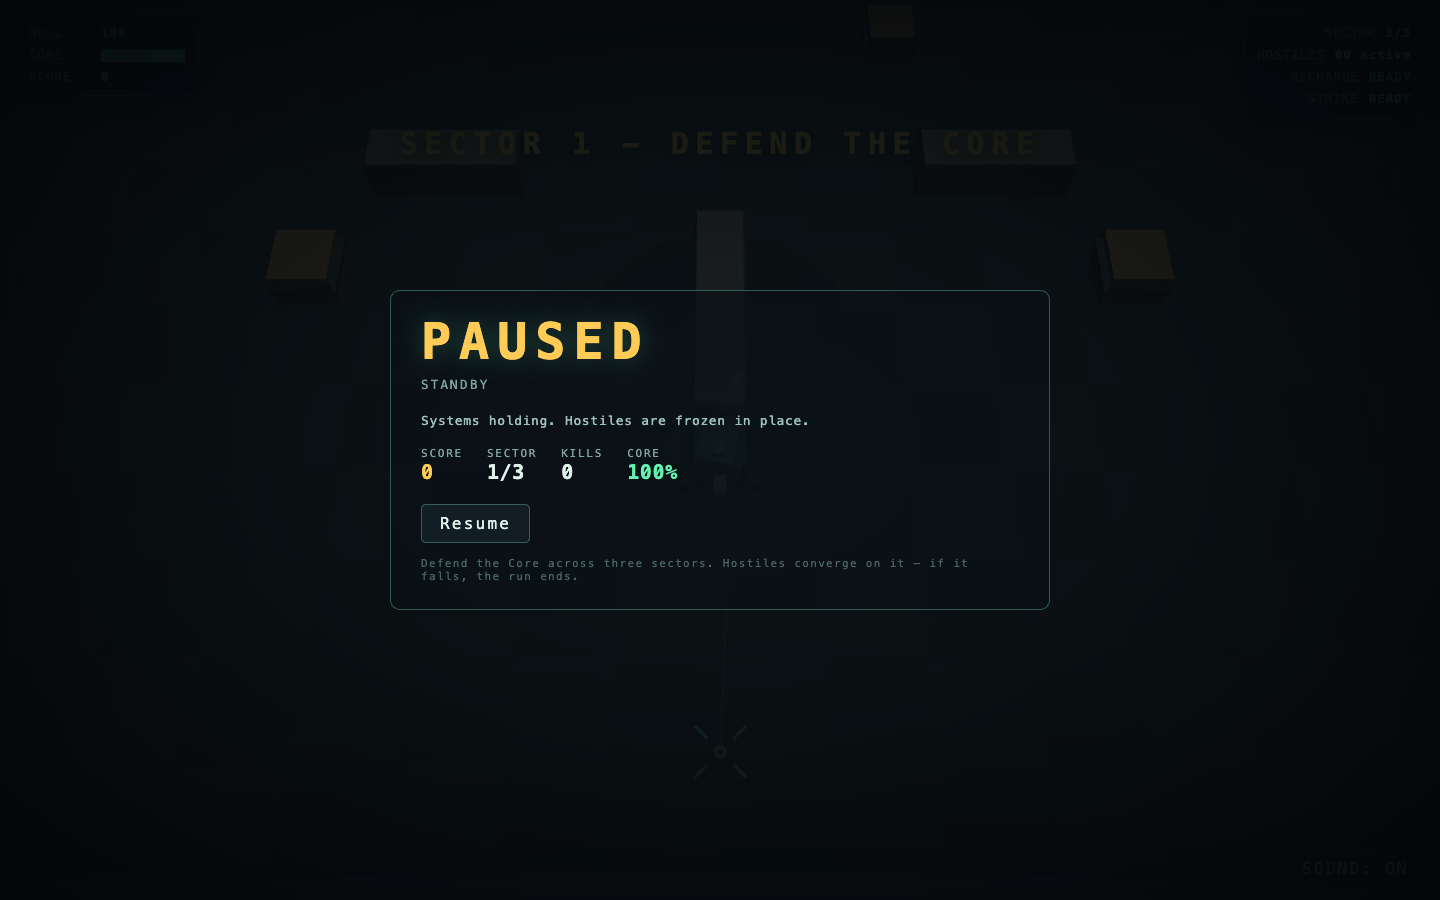 HULL 100
CORE
SCORE 0
SECTOR 1/3
HOSTILES 00 active
RECHARGE READY
STRIKE READY
SECTOR 1 — DEFEND THE CORE
PAUSED
STANDBY
Systems holding. Hostiles are frozen in place.
SCORE SECTOR KILLS CORE
0 1/3 0 100%
Resume
Defend the Core across three sectors. Hostiles converge on it — if it
falls, the run ends.
SOUND: ON